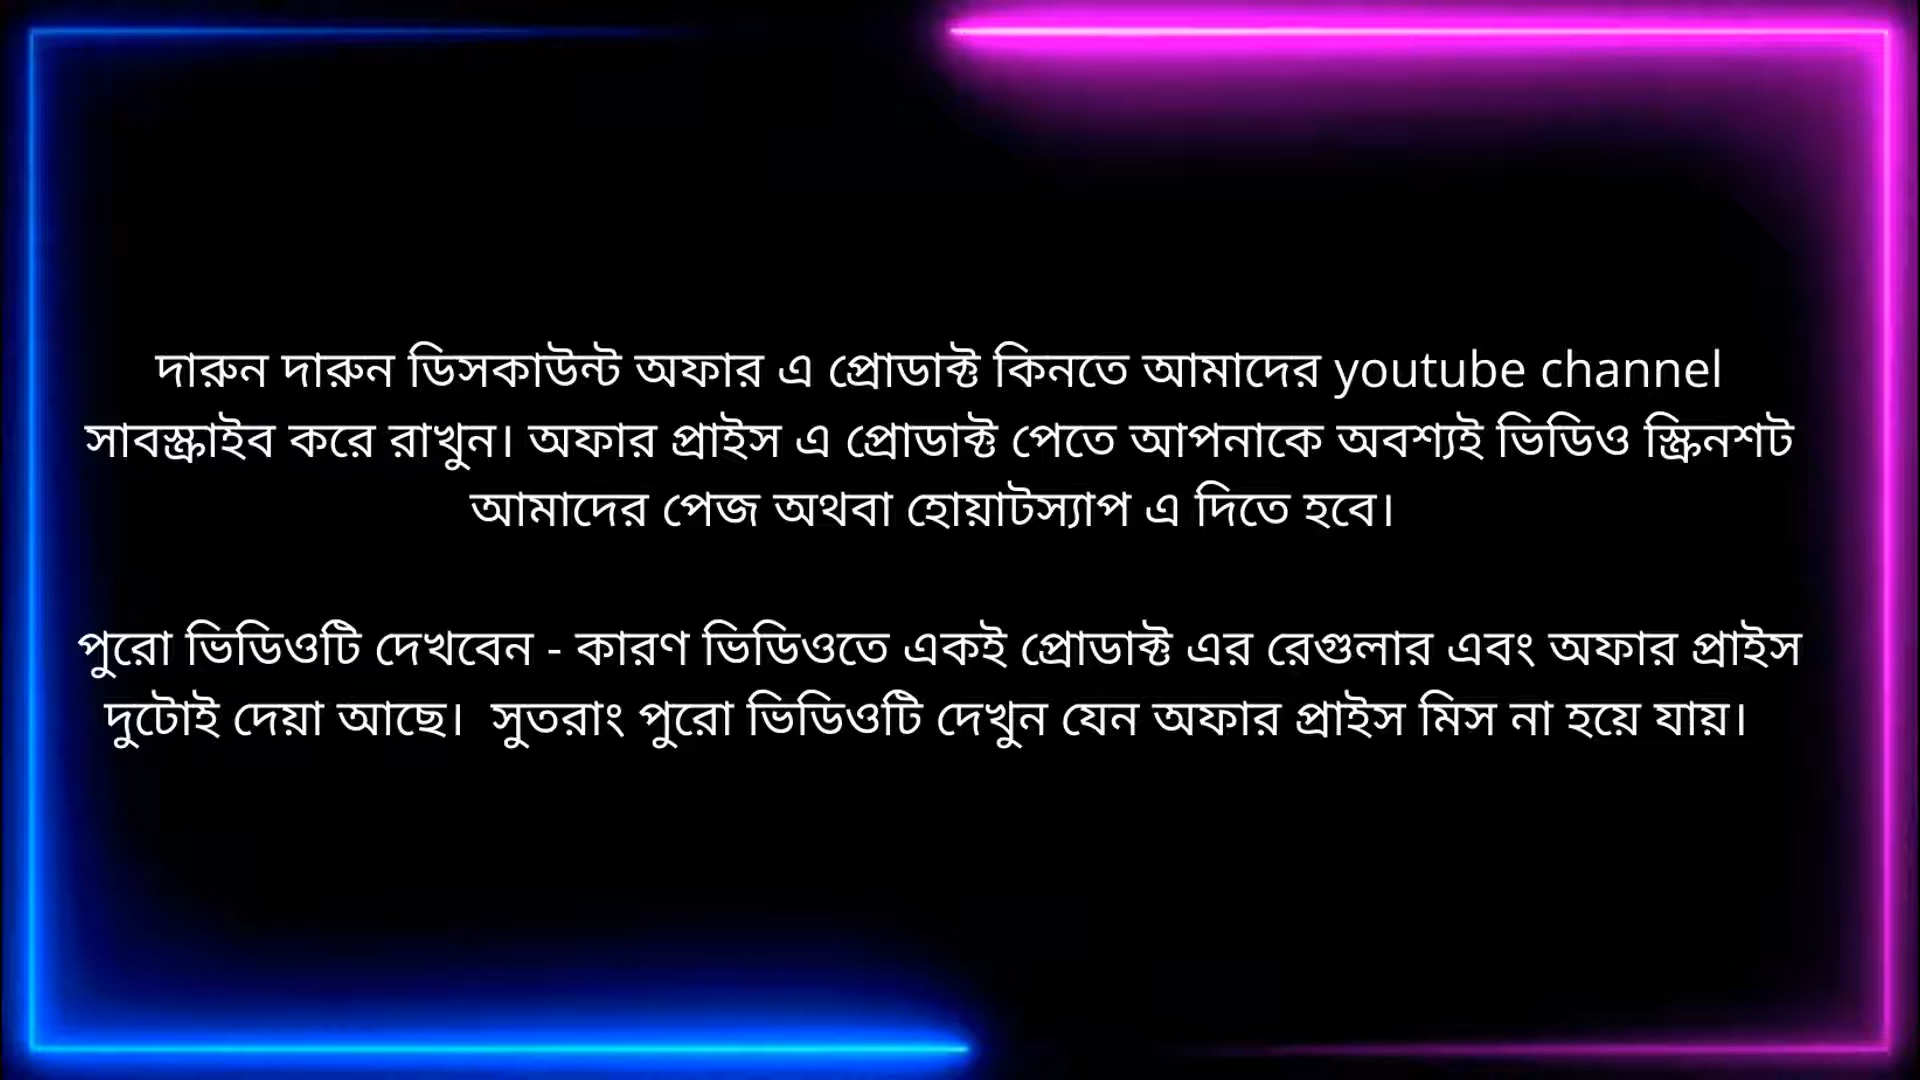 দারুন দারুন ডিসকাউন্ট অফার এ প্রোডাক্ট কিনতে আমাদের youtube channel
সাবস্ক্রাইব করে রাখুন। অফার প্রাইস এ প্রোডাক্ট পেতে আপনাকে অবশ্যই ভিডিও স্ক্রিনশট
আমাদের পেজ অথবা হোয়াটস্যাপ এ দিতে হবে।
পুরো ভিডিওটি দেখবেন - কারণ ভিডিওতে একই প্রোডাক্ট এর রেগুলার এবং অফার প্রাইস
দুটোই দেয়া আছে। সুতরাং পুরো ভিডিওটি দেখুন যেন অফার প্রাইস মিস না হয়ে যায়।